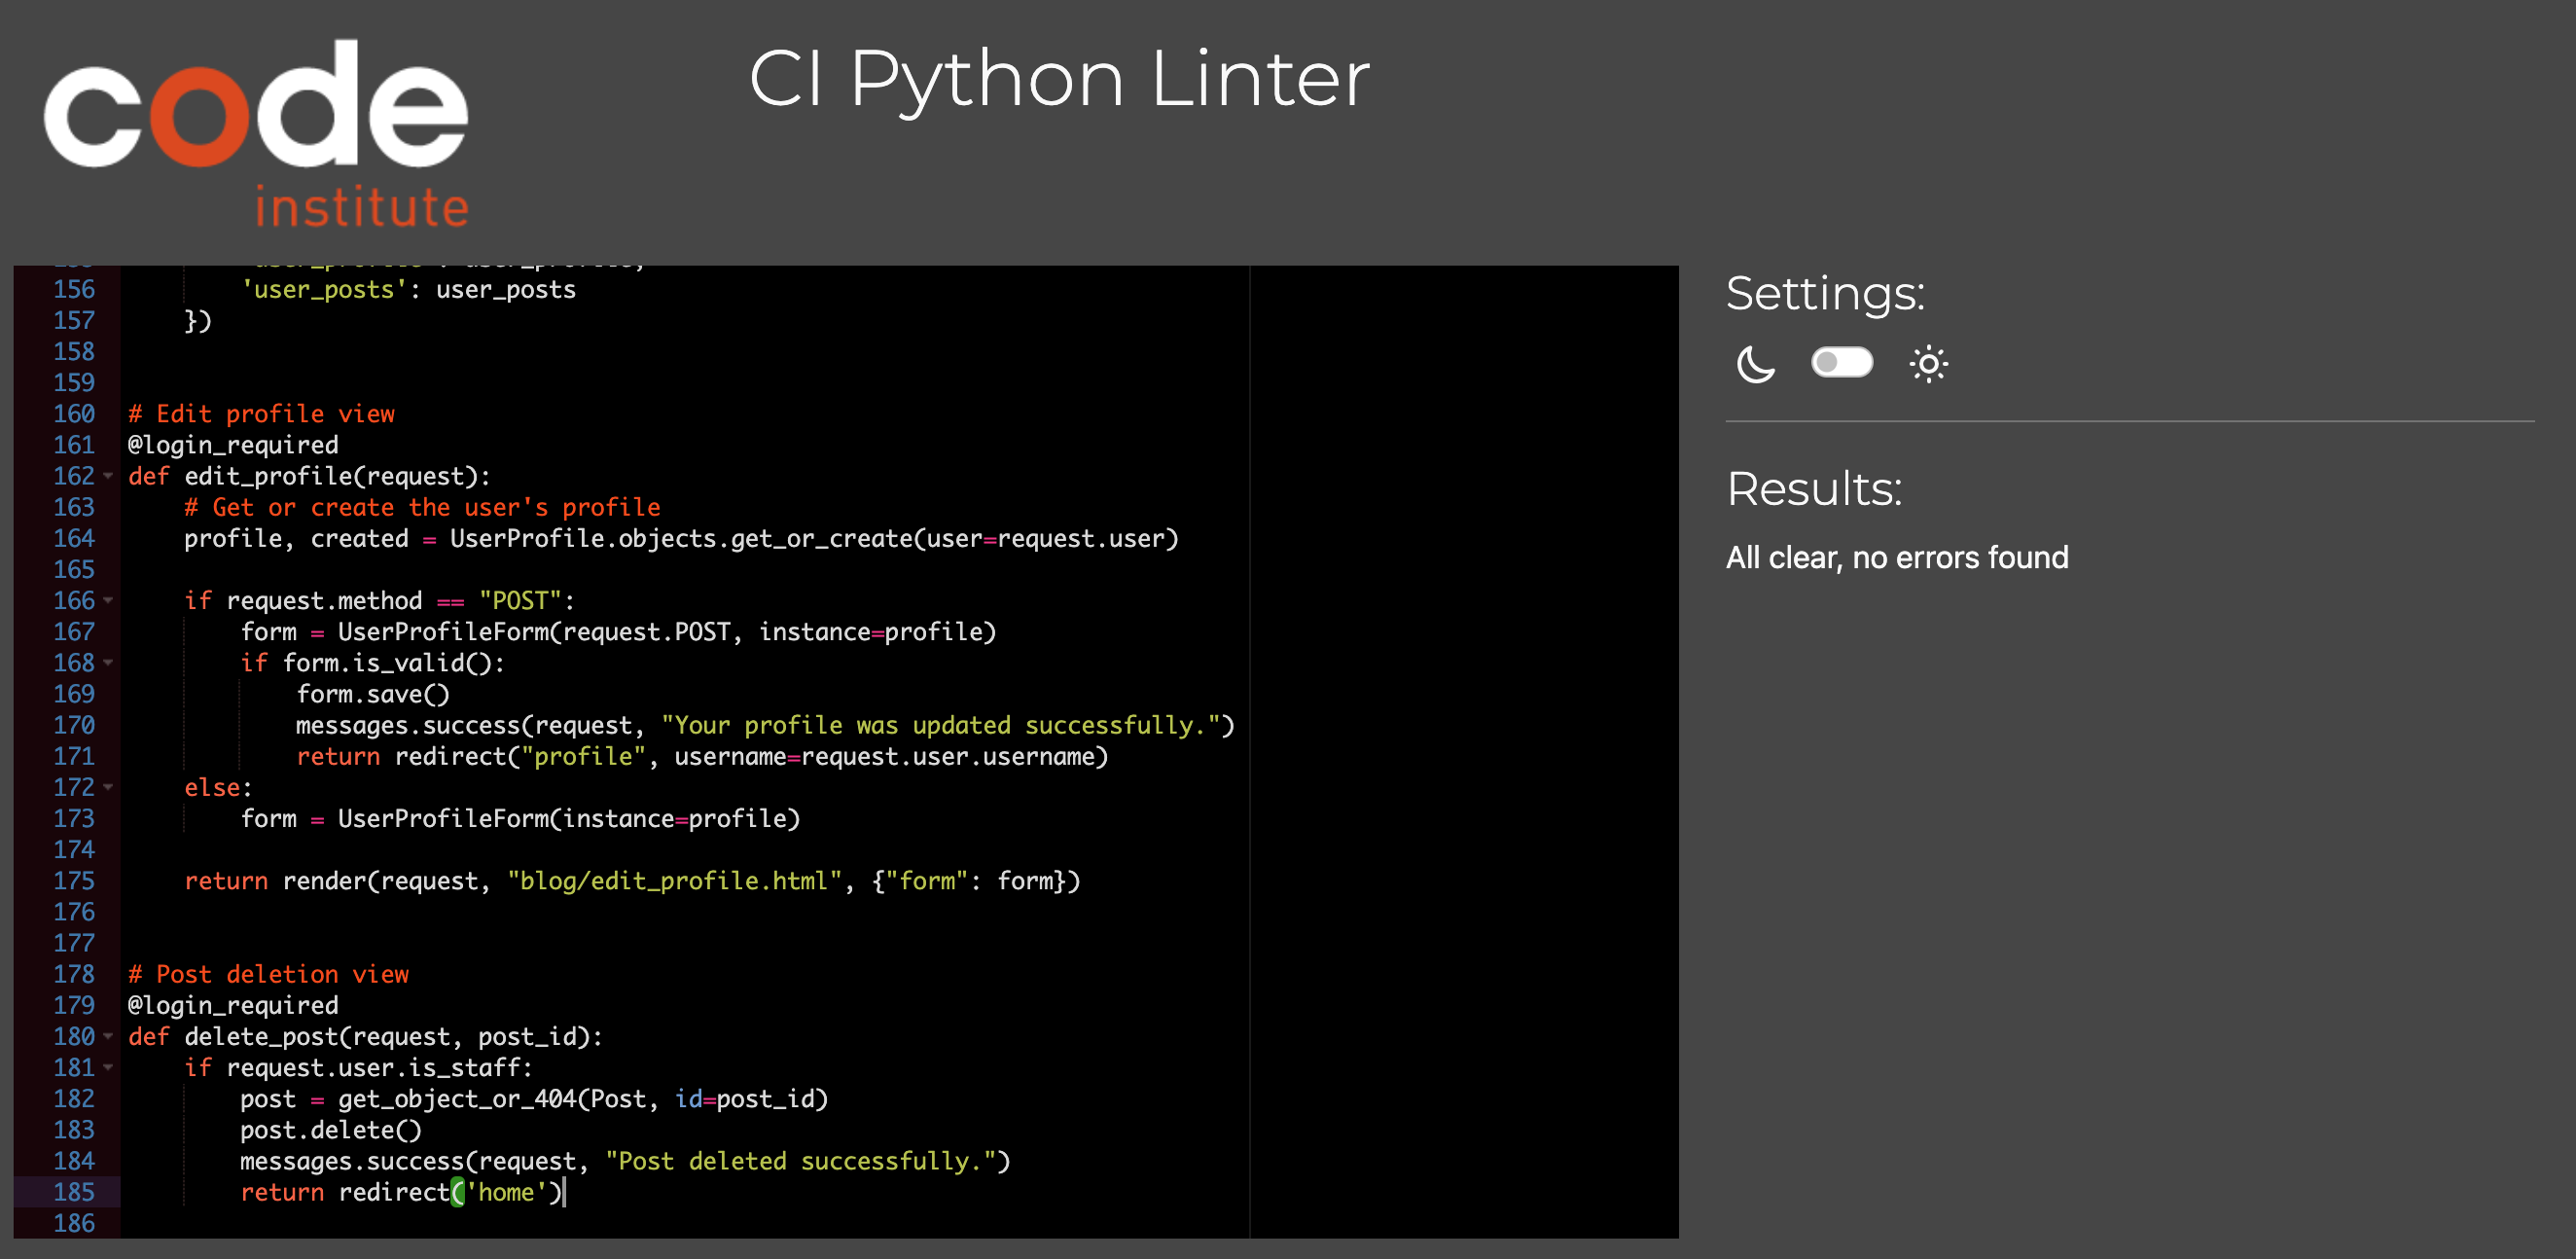 code
institute
CI Python Linter
156 'user_posts': user_posts
157 })
158
159
160 # Edit profile view
161 @login_required
162 def edit_profile(request):
163 # Get or create the user's profile
164 profile, created = UserProfile.objects.get_or_create(user=request.user)
165
166 if request.method == "POST":
167 form = UserProfileForm(request.POST, instance=profile)
168 if form.is_valid():
169 form.save()
170 messages.success(request, "Your profile was updated successfully.")
171 return redirect("profile", username=request.user.username)
172 else:
173 form = UserProfileForm(instance=profile)
174
175 return render(request, "blog/edit_profile.html", {"form": form})
176
177
178 # Post deletion view
179 @login_required
180 def delete_post(request, post_id):
181 if request.user.is_staff:
182 post = get_object_or_404(Post, id=post_id)
183 post.delete()
184 messages.success(request, "Post deleted successfully.")
185 return redirect('home')
186
Settings:
Results:
All clear, no errors found